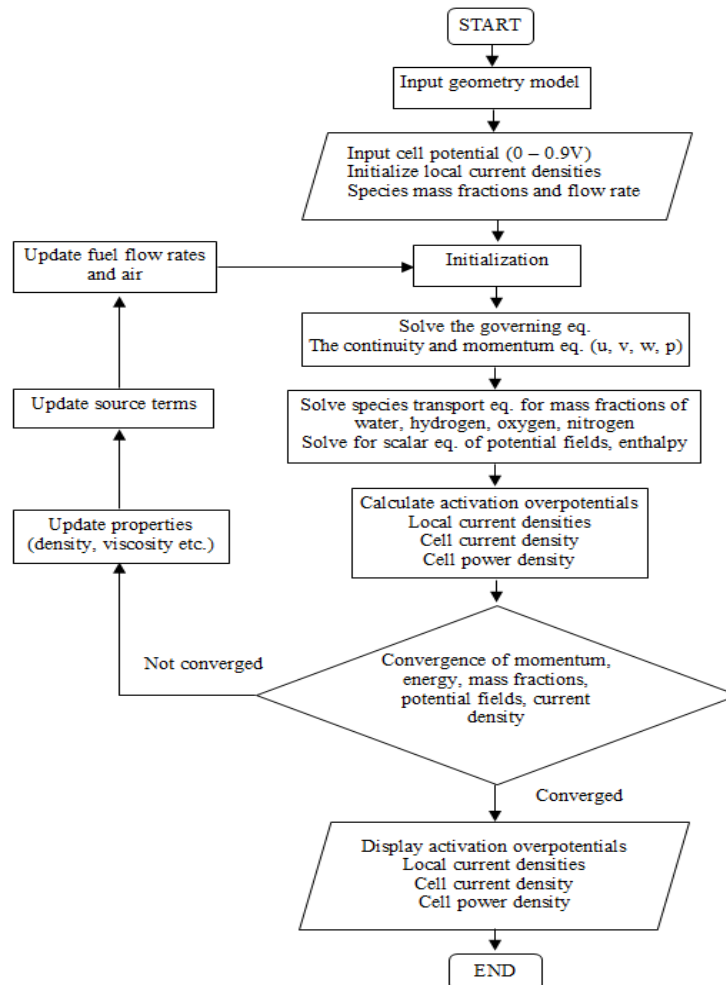 START
Input geometry model
Input cell potential (0 – 0.9V)
Initialize local current densities
Species mass fractions and flow rate
Update fuel flow rates
and air
Initialization
Solve the governing eq.
The continuity and momentum eq. (u, v, w, p)
Update source terms
Solve species transport eq. for mass fractions of
water, hydrogen, oxygen, nitrogen
Solve for scalar eq. of potential fields, enthalpy
Update properties
(density, viscosity etc.)
Calculate activation overpotentials
Local current densities
Cell current density
Cell power density
Not converged
Convergence of momentum,
energy, mass fractions,
potential fields, current
density
Converged
Display activation overpotentials
Local current densities
Cell current density
Cell power density
END